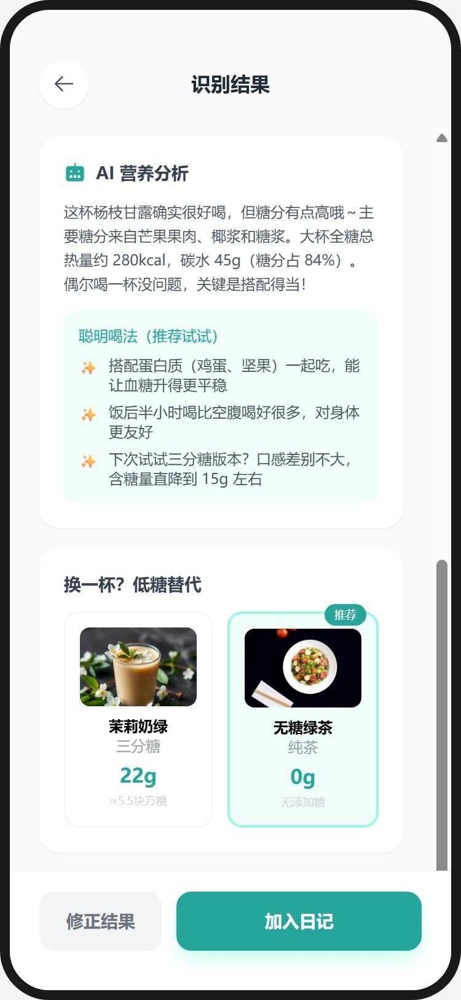 识别结果
AI 营养分析
这杯杨枝甘露确实很好喝，但糖分有点高哦～主
要糖分来自芒果果肉、椰浆和糖浆。大杯全糖总
热量约 280kcal，碳水 45g（糖分占 84%）。
偶尔喝一杯没问题，关键是搭配得当！
聪明喝法（推荐试试）
搭配蛋白质（鸡蛋、坚果）一起吃，能
让血糖升得更平稳
饭后半小时喝比空腹喝好很多，对身体
更友好
下次试试三分糖版本？口感差别不大，
含糖量直降到 15g 左右
换一杯？低糖替代
推荐
茉莉奶绿
三分糖
22g
≈5.5块方糖
无糖绿茶
纯茶
0g
无添加糖
修正结果
加入日记